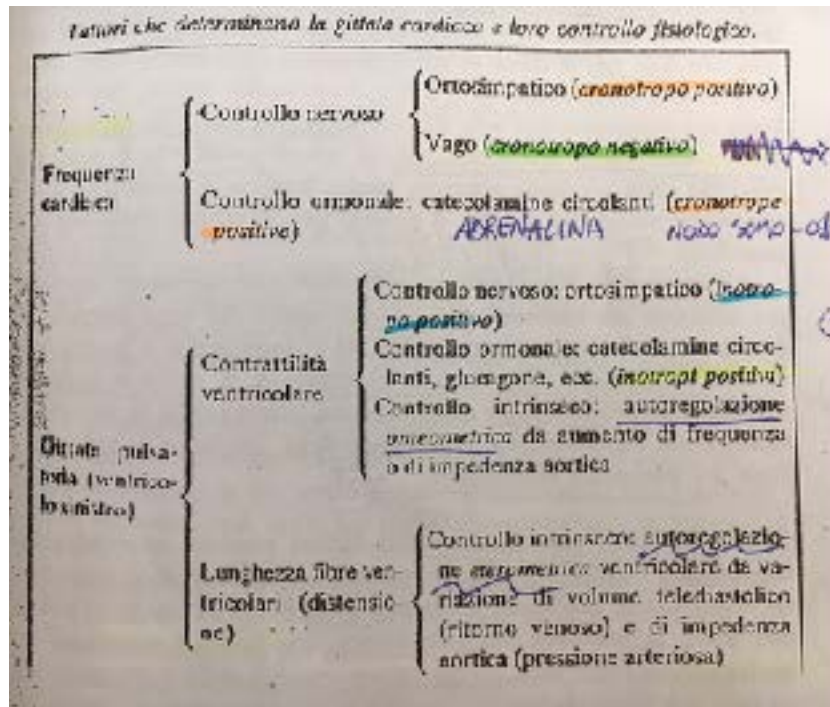 Fattori che determinano la gittata cardiaca e loro controllo fisiologico.
Frequenza
cardiaca
Controllo nervoso
Ortosimpatico (cronotropo positivo)
Vago (cronotropo negativo)
Controllo ormonale: catecolamine circolanti (cronotrope
positive)
ADRENALINA NODO
Gittata pulsa-
toria (ventrico-
lo sinistro)
Contrattilità
ventricolare
Controllo nervoso: ortosimpatico (inotro-
po positivo)
Controllo ormonale: catecolamine circo-
lanti, glucagone, ecc. (inotropi positivi)
Controllo intrinseco: autoregolazione
omeometrica da aumento di frequenza
o di impedenza aortica
Lunghezza fibre ven-
tricolari (distensio-
ne)
Controllo intrinseco: autoregolazio-
ne eterometrica ventricolare da va-
riazione di volume telediastolico
(ritorno venoso) e di impedenza
aortica (pressione arteriosa)